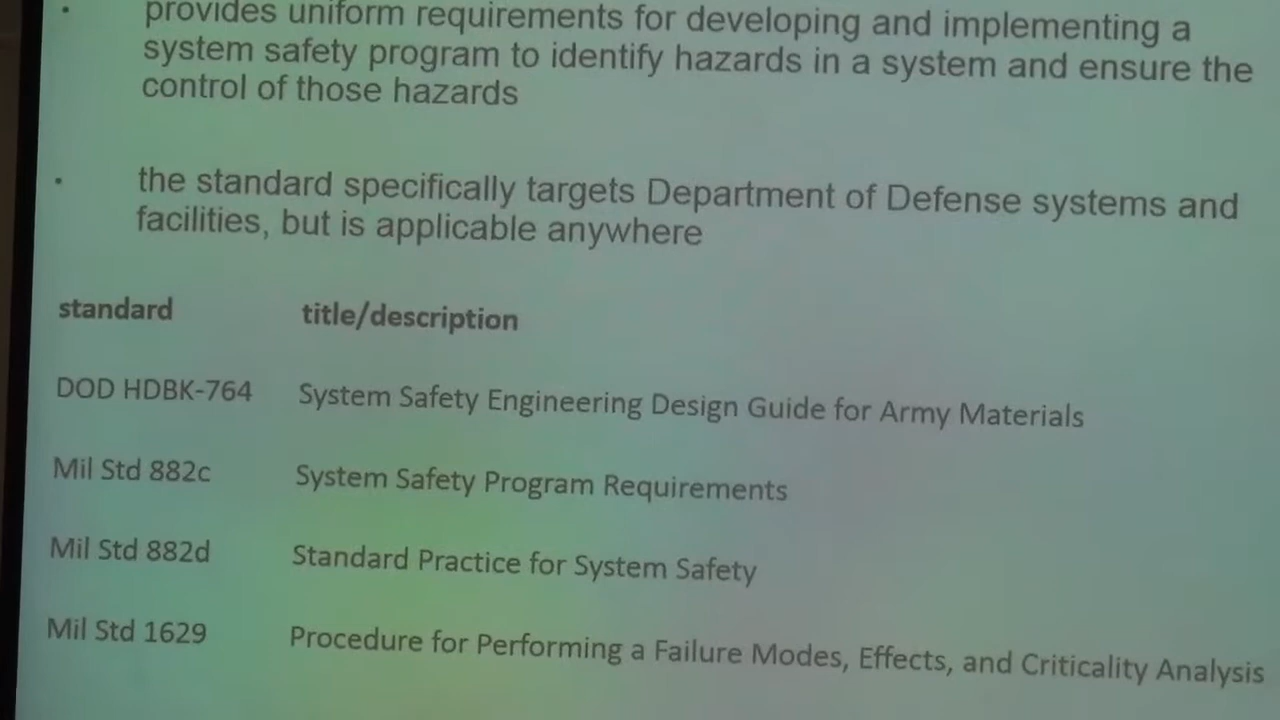 provides uniform requirements for developing and implementing a
system safety program to identify hazards in a system and ensure the
control of those hazards
the standard specifically targets Department of Defense systems and
facilities, but is applicable anywhere
standard title/description
DOD HDBK-764 System Safety Engineering Design Guide for Army Materials
Mil Std 882c System Safety Program Requirements
Mil Std 882d Standard Practice for System Safety
Mil Std 1629 Procedure for Performing a Failure Modes, Effects, and Criticality Analysis